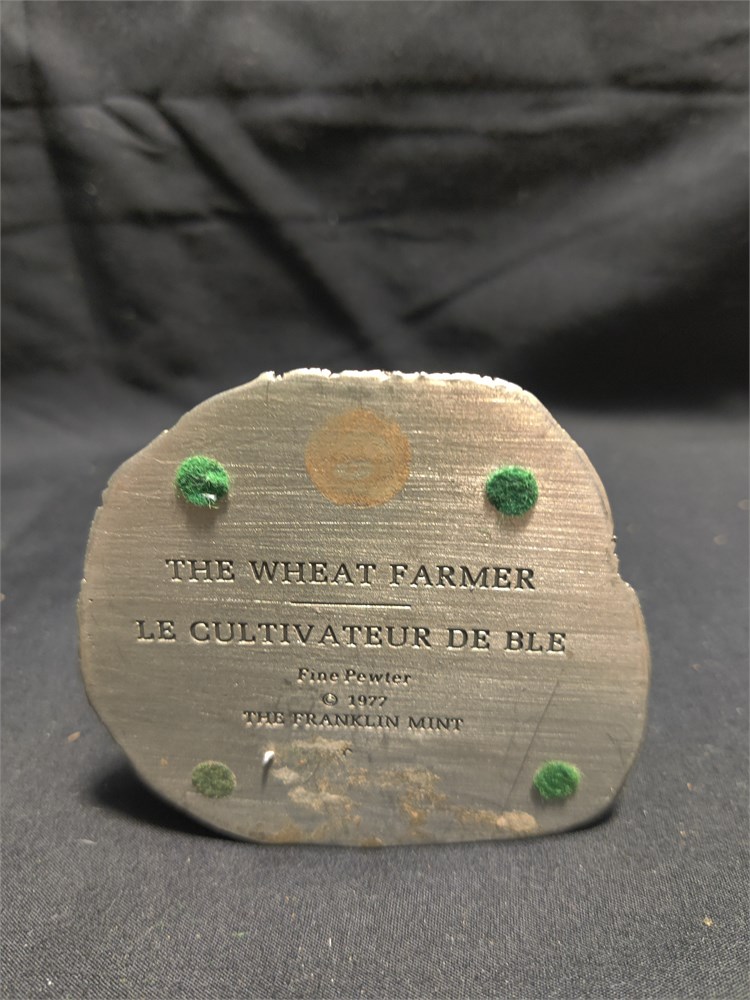 THE WHEAT FARMER
LE CULTIVATEUR DE BLE
Fine Pewter
© 1977
THE FRANKLIN MINT